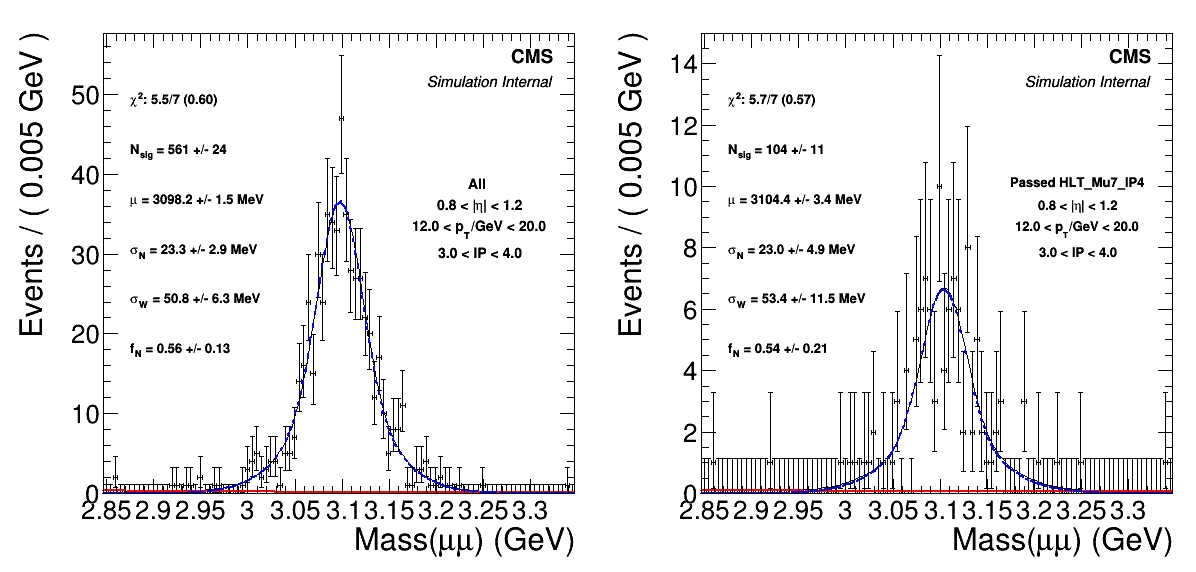 CMS
Simulation Internal
χ²: 5.5/7 (0.60)
N_sig = 561 +/- 24
μ = 3098.2 +/- 1.5 MeV
σ_N = 23.3 +/- 2.9 MeV
σ_W = 50.8 +/- 6.3 MeV
f_N = 0.56 +/- 0.13
All
0.8 < |η| < 1.2
12.0 < p_T/GeV < 20.0
3.0 < IP < 4.0
Events / ( 0.005 GeV )
50
40
30
20
10
0
2.85 2.9 2.95 3 3.05 3.1 3.15 3.2 3.25 3.3
Mass(μμ) (GeV)
CMS
Simulation Internal
χ²: 5.7/7 (0.57)
N_sig = 104 +/- 11
μ = 3104.4 +/- 3.4 MeV
σ_N = 23.0 +/- 4.9 MeV
σ_W = 53.4 +/- 11.5 MeV
f_N = 0.54 +/- 0.21
Passed HLT_Mu7_IP4
0.8 < |η| < 1.2
12.0 < p_T/GeV < 20.0
3.0 < IP < 4.0
Events / ( 0.005 GeV )
14
12
10
8
6
4
2
0
2.85 2.9 2.95 3 3.05 3.1 3.15 3.2 3.25 3.3
Mass(μμ) (GeV)